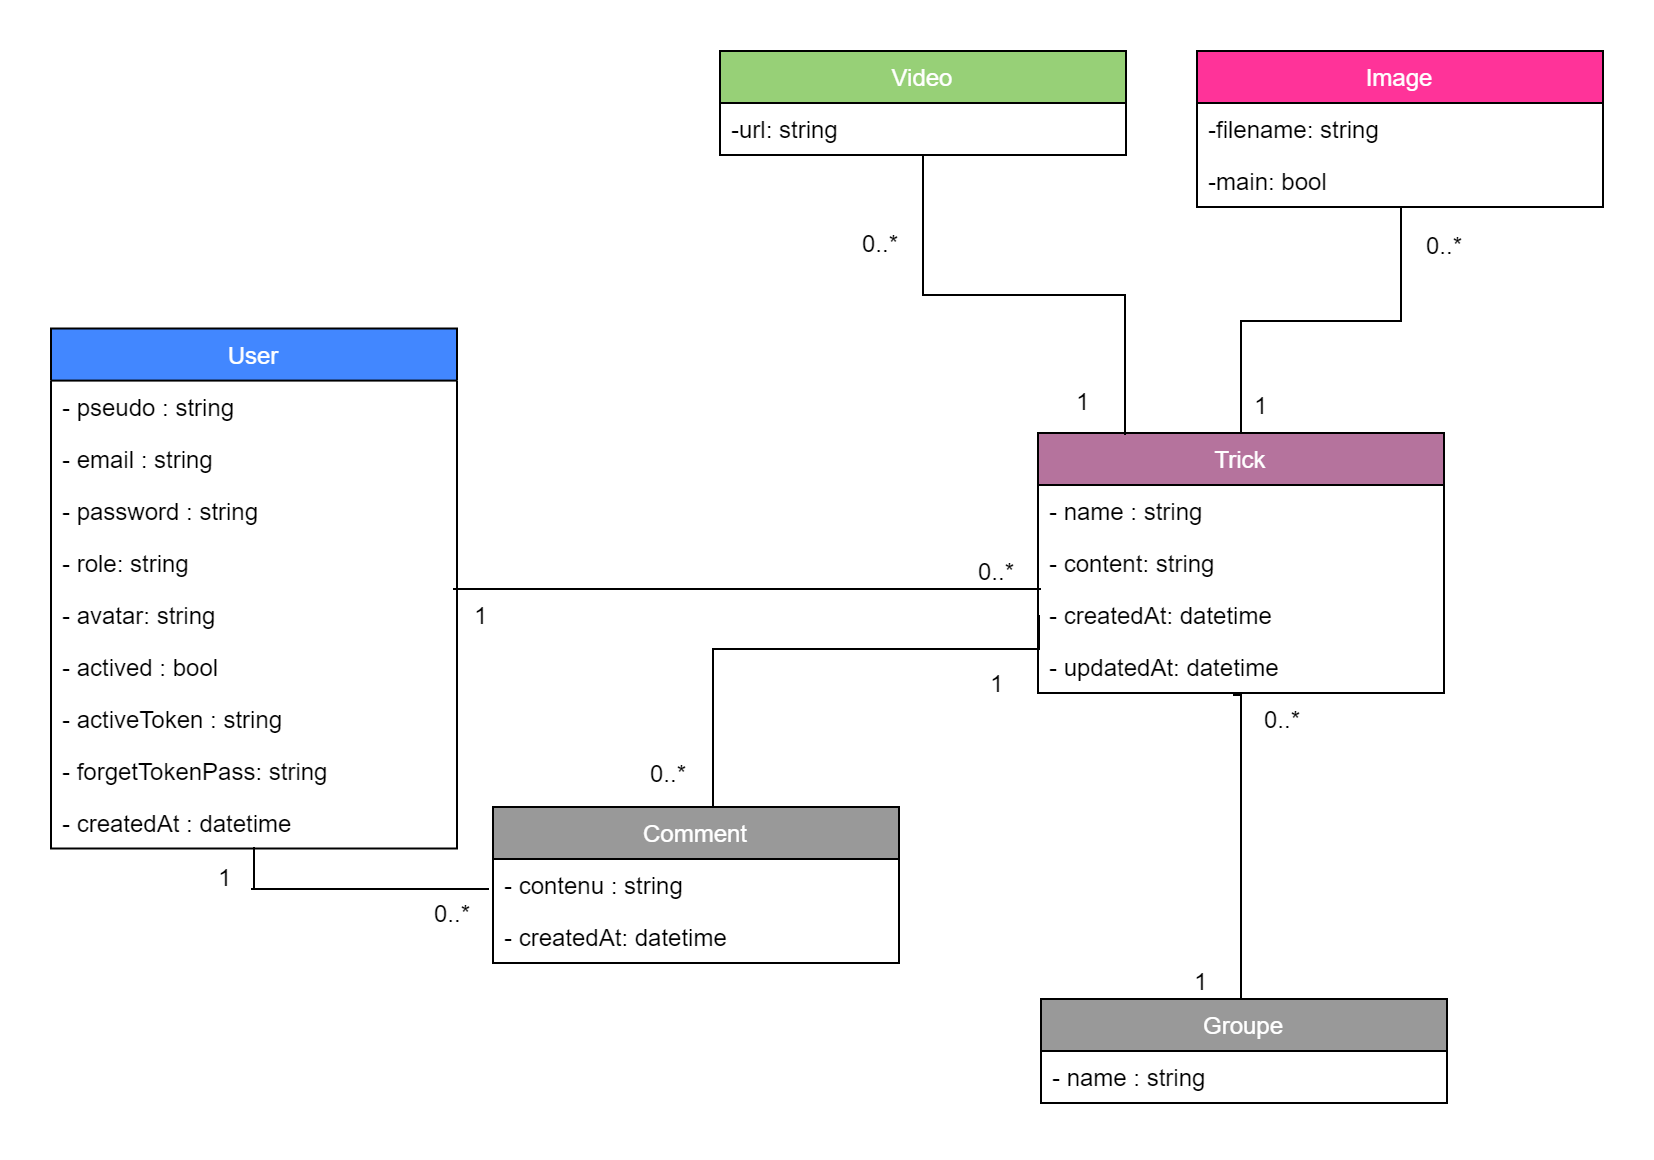 Video
-url: string
Image
-filename: string
-main: bool
0..*
0..*
1
1
User
- pseudo : string
- email : string
- password : string
- role: string
- avatar: string
- actived : bool
- activeToken : string
- forgetTokenPass: string
- createdAt : datetime
Trick
- name : string
- content: string
- createdAt: datetime
- updatedAt: datetime
0..*
1
1
0..*
0..*
1
0..*
Comment
- contenu : string
- createdAt: datetime
1
Groupe
- name : string